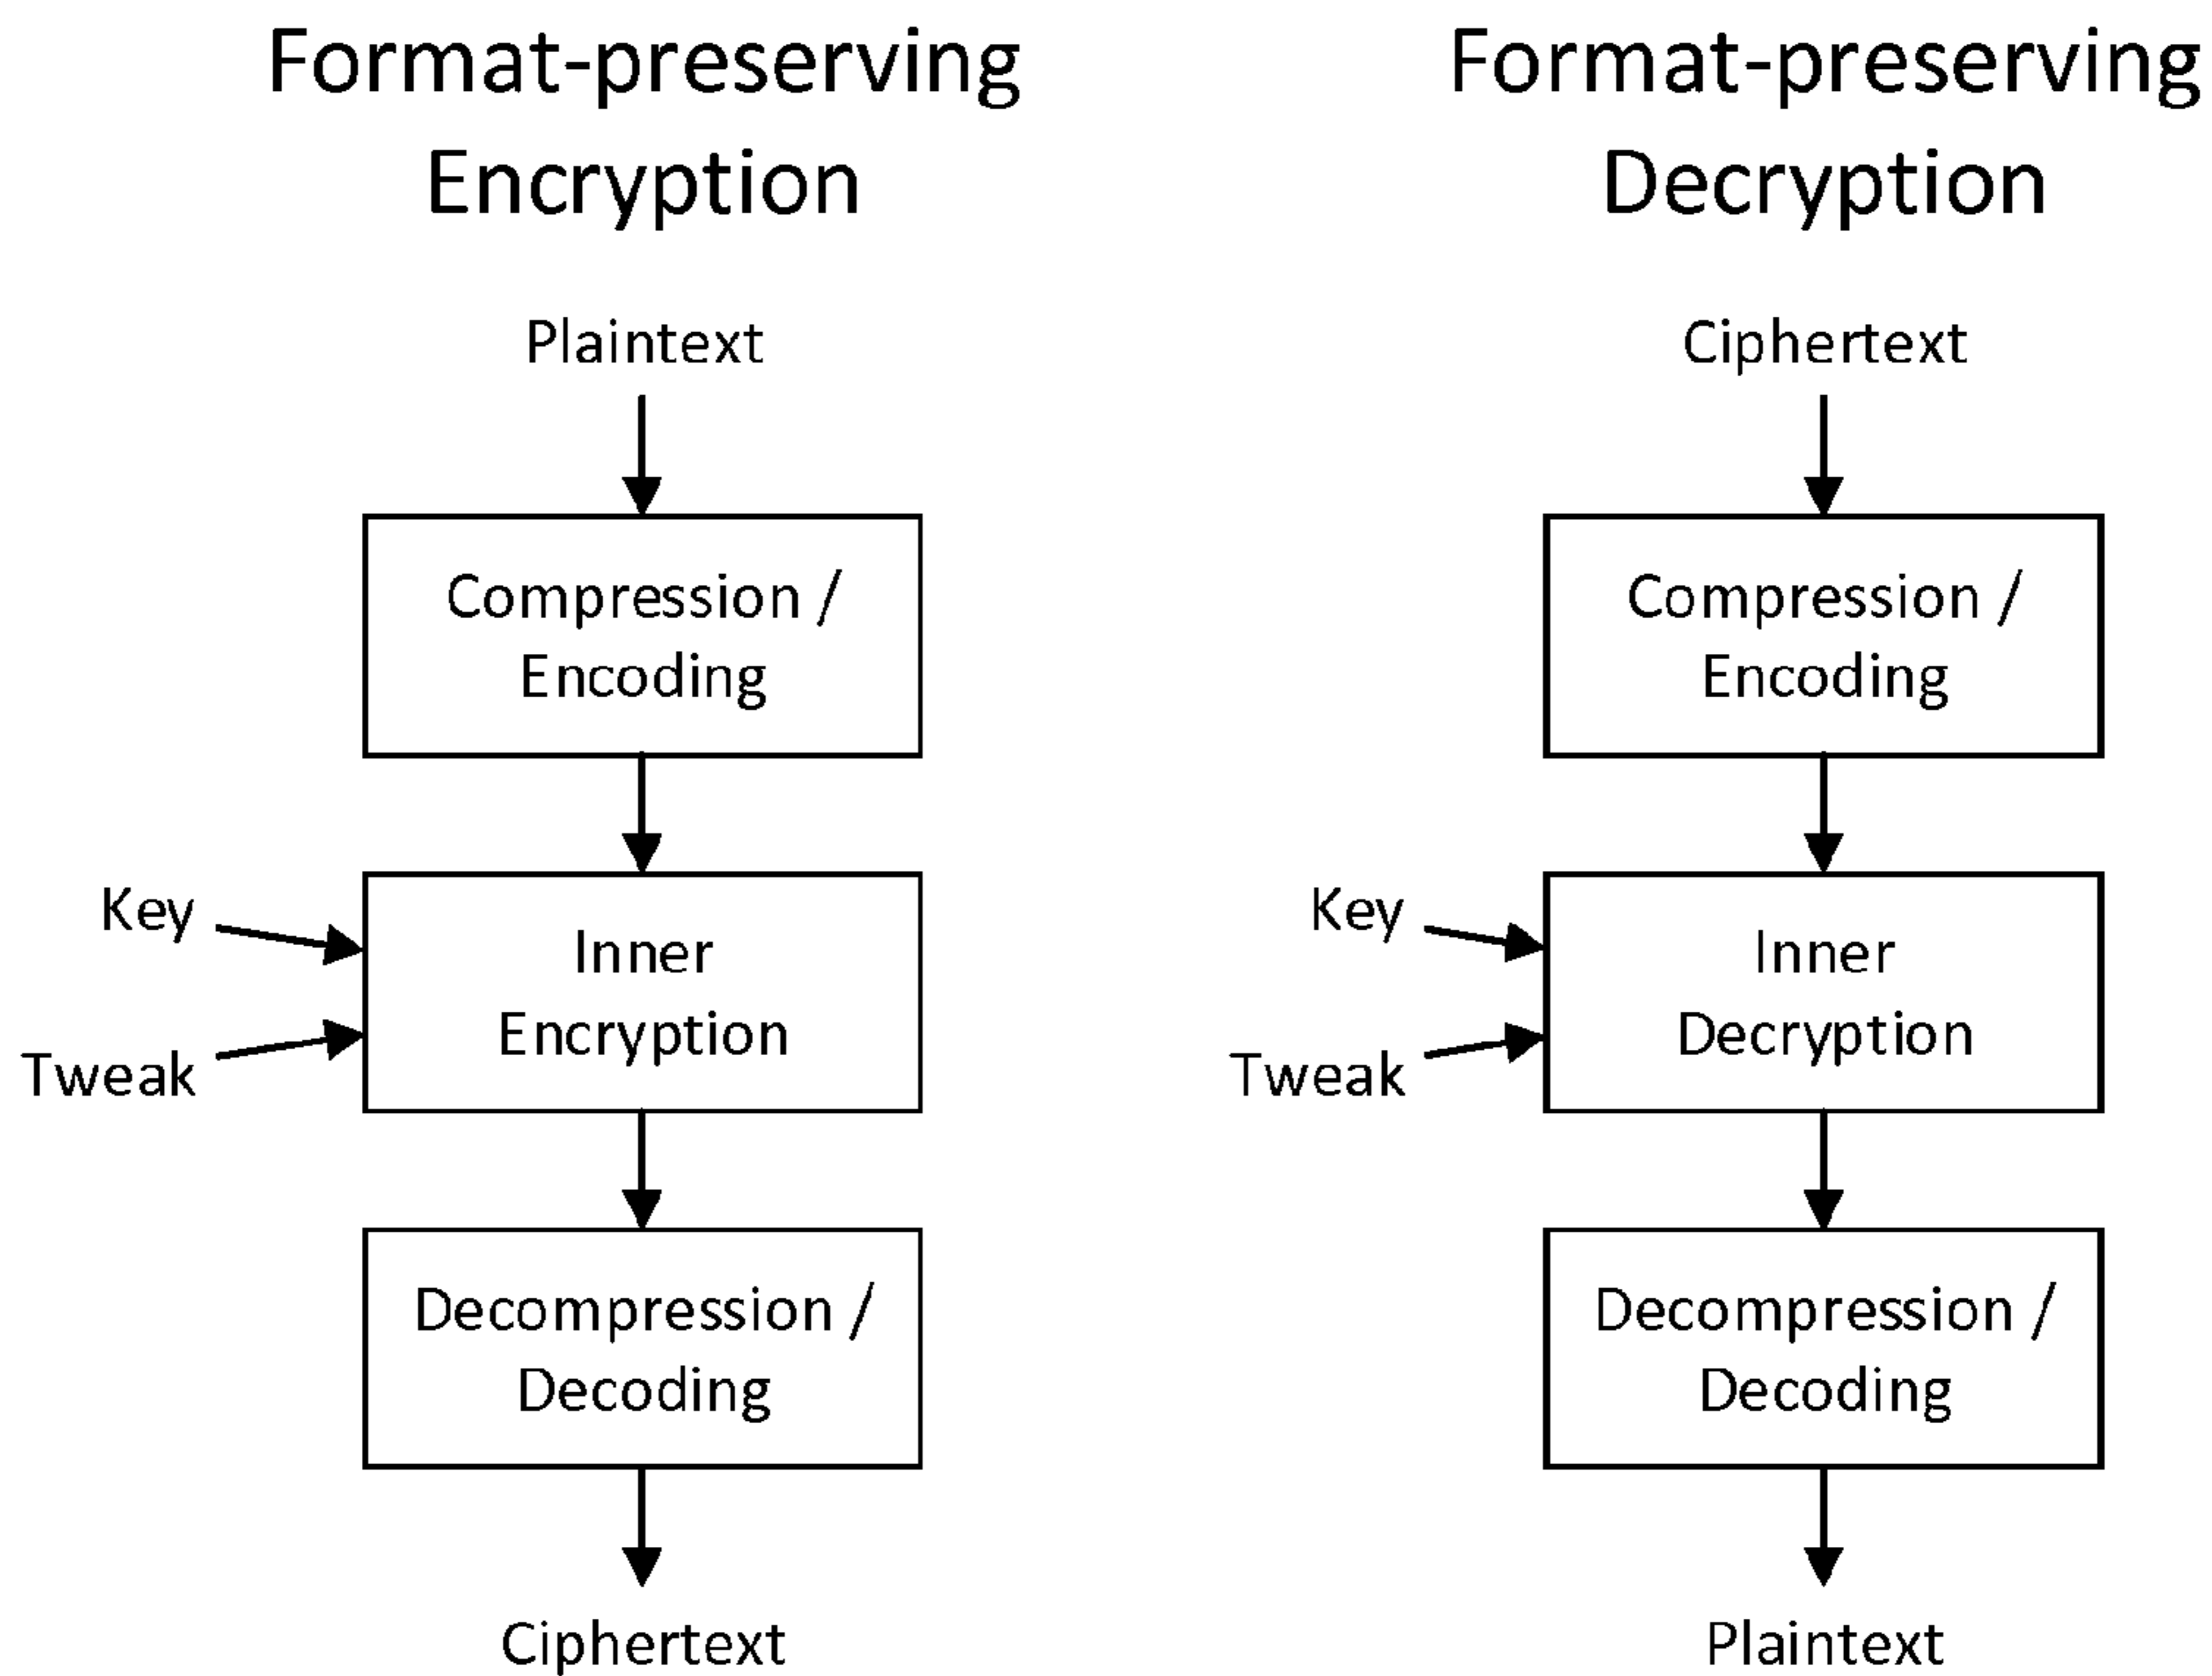 Format-preserving
Encryption
Plaintext
Compression /
Encoding
Key
Inner
Encryption
Tweak
Decompression /
Decoding
Ciphertext
Format-preserving
Decryption
Ciphertext
Compression /
Encoding
Key
Inner
Decryption
Tweak
Decompression /
Decoding
Plaintext